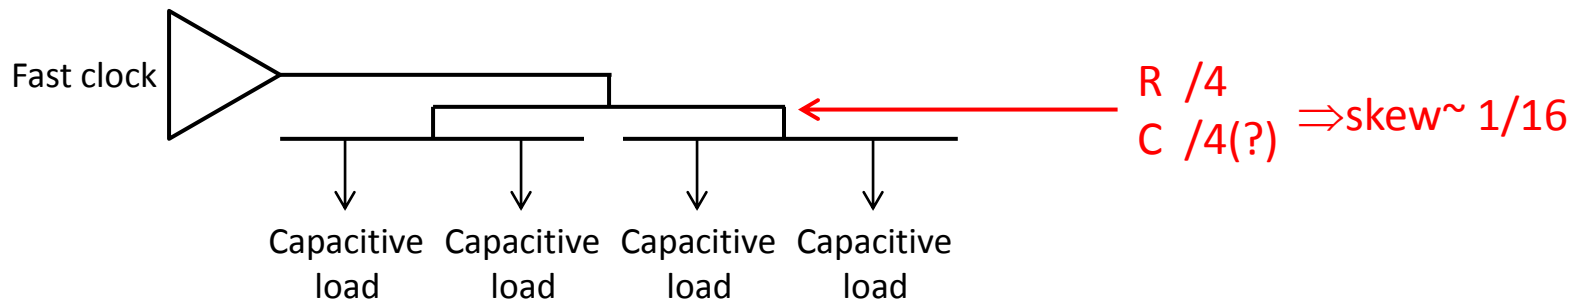 Fast clock
R /4
C /4(?)
⇒skew~ 1/16
Capacitive load
Capacitive load
Capacitive load
Capacitive load